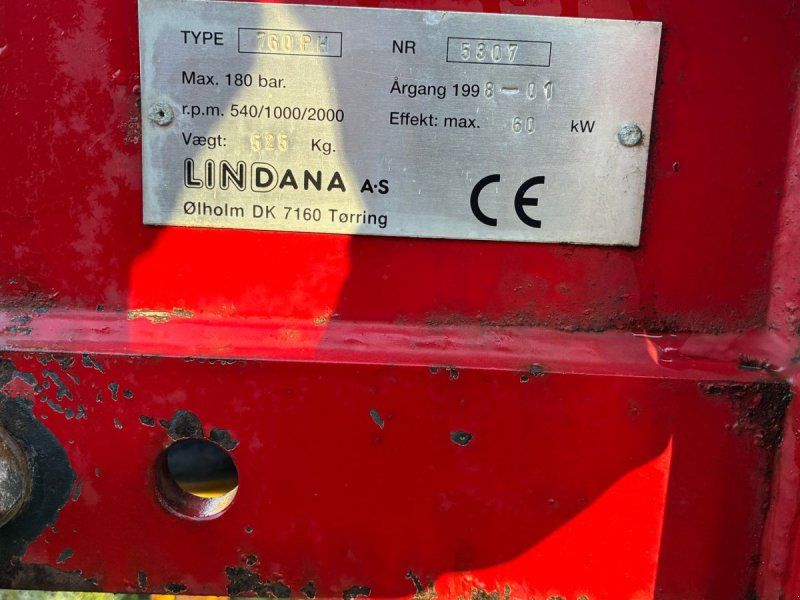 TYPE 760 PH
Max. 180 bar.
r.p.m. 540/1000/2000
Vægt: 525 Kg.
LINDANA A·S
Ølholm DK 7160 Tørring
NR 5307
Årgang 1998-01
Effekt: max. 60 kW
CE